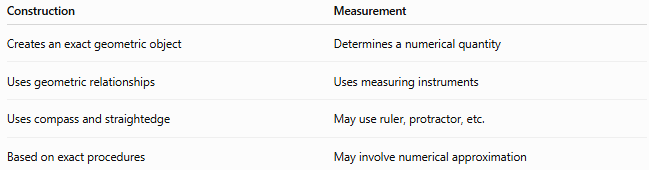 Construction Measurement
Creates an exact geometric object Determines a numerical quantity
Uses geometric relationships Uses measuring instruments
Uses compass and straightedge May use ruler, protractor, etc.
Based on exact procedures May involve numerical approximation